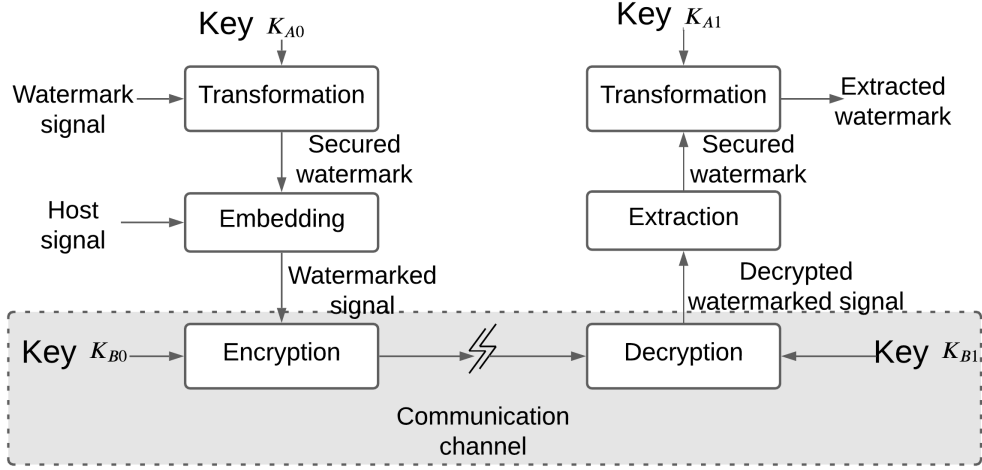 Key K_{A0}
Key K_{A1}
Watermark
signal
Transformation
Transformation
Extracted
watermark
Secured
watermark
Secured
watermark
Host
signal
Embedding
Extraction
Watermarked
signal
Decrypted
watermarked signal
Key K_{B0}
Encryption
Decryption
Key K_{B1}
Communication
channel